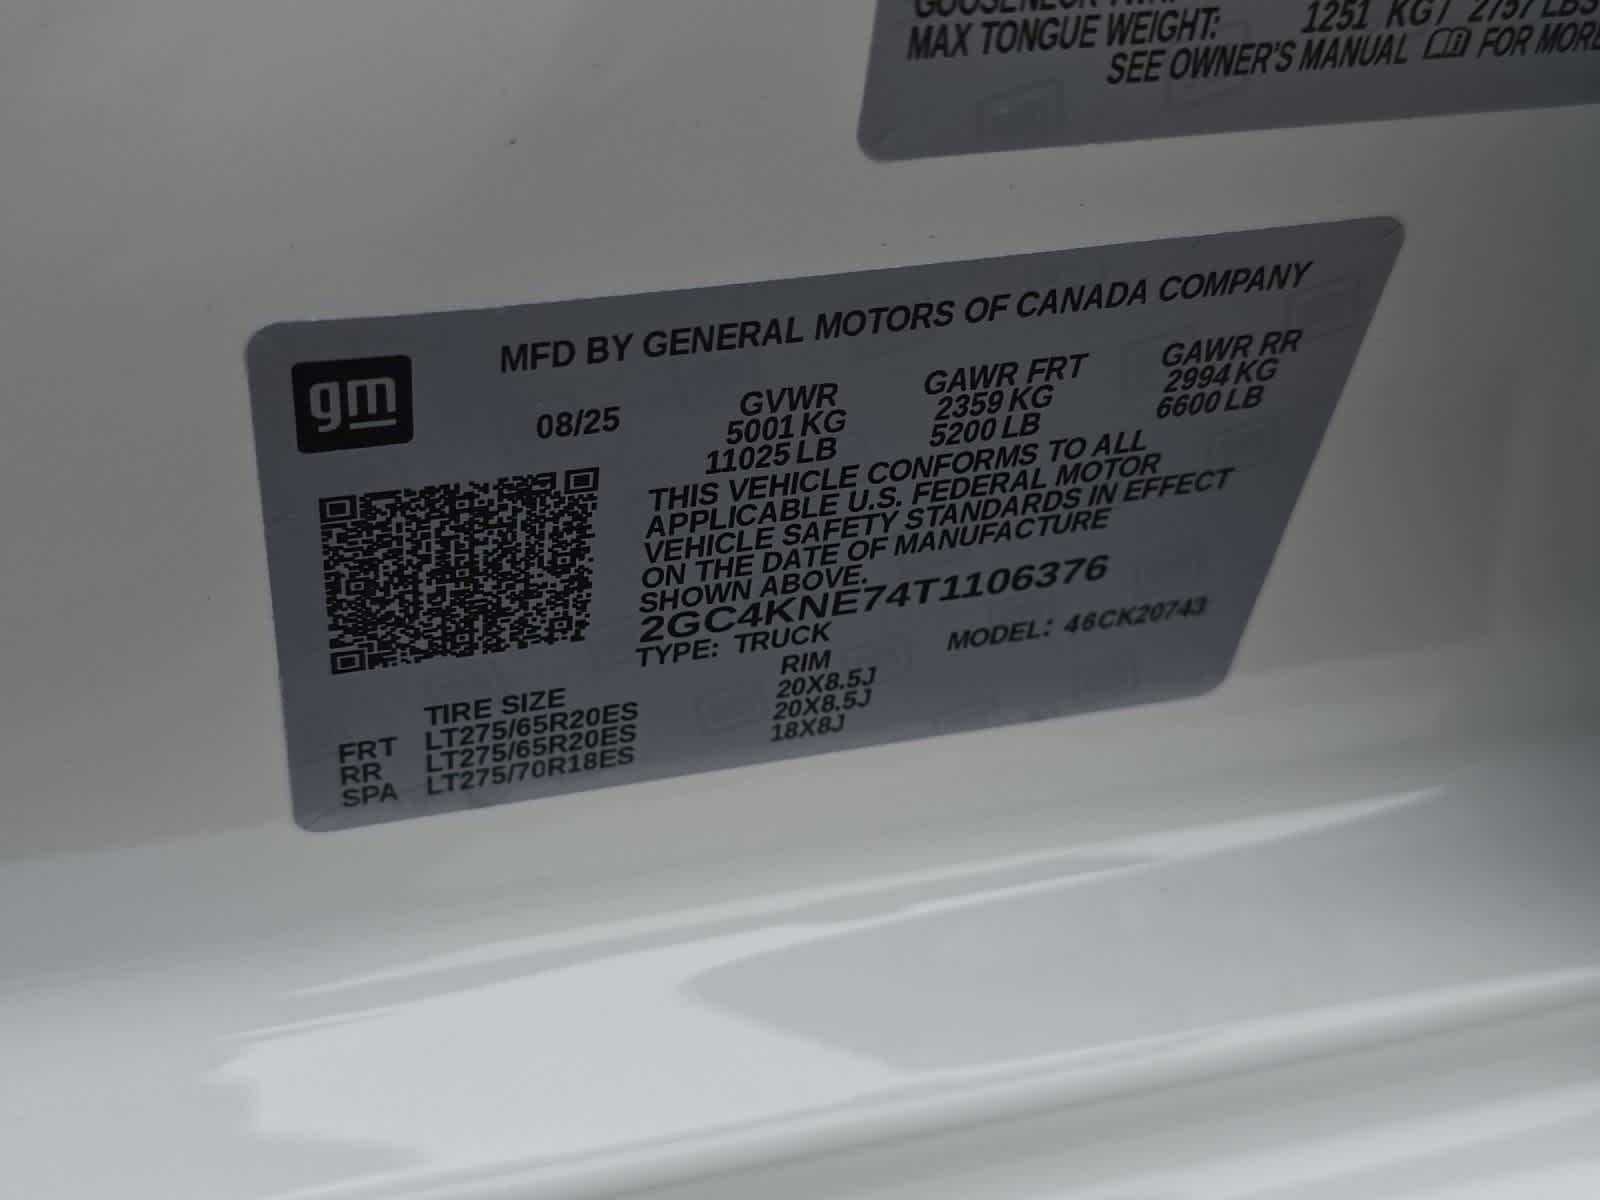 MAX TONGUE WEIGHT: 1251 KG / 2757 LBS
SEE OWNER'S MANUAL FOR MORE
gm
MFD BY GENERAL MOTORS OF CANADA COMPANY
08/25 GVWR GAWR FRT GAWR RR
5001 KG 2359 KG 2994 KG
11025 LB 5200 LB 6600 LB
THIS VEHICLE CONFORMS TO ALL
APPLICABLE U.S. FEDERAL MOTOR
VEHICLE SAFETY STANDARDS IN EFFECT
ON THE DATE OF MANUFACTURE
SHOWN ABOVE.
2GC4KNE74T1106376
TYPE: TRUCK MODEL: 46CK20743
TIRE SIZE RIM
FRT LT275/65R20ES 20X8.5J
RR LT275/65R20ES 20X8.5J
SPA LT275/70R18ES 18X8J